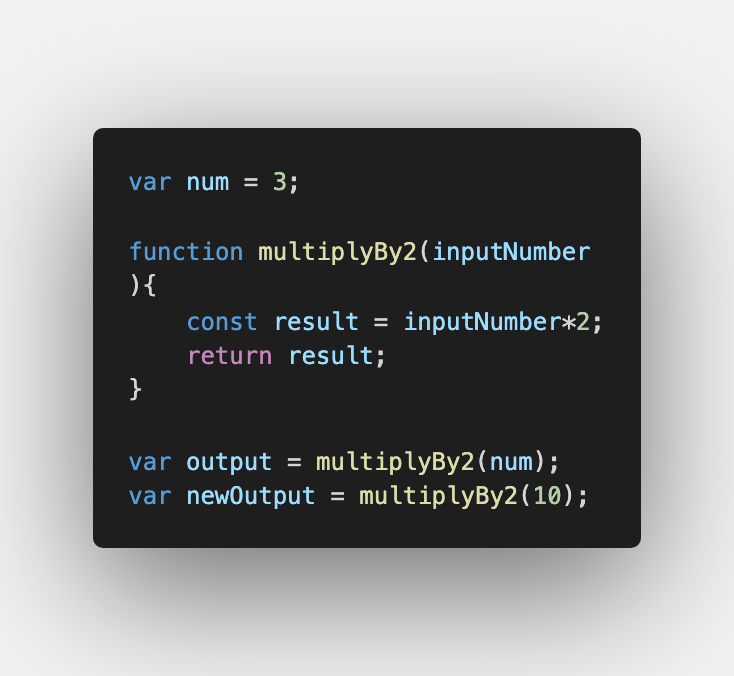 var num = 3;
function multiplyBy2(inputNumber
){
    const result = inputNumber*2;
    return result;
}
var output = multiplyBy2(num);
var newOutput = multiplyBy2(10);